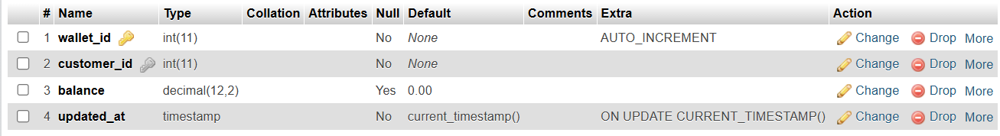 # Name Type Collation Attributes Null Default Comments Extra Action
1 wallet_id int(11) No None AUTO_INCREMENT Change Drop More
2 customer_id int(11) No None Change Drop More
3 balance decimal(12,2) Yes 0.00 Change Drop More
4 updated_at timestamp No current_timestamp() ON UPDATE CURRENT_TIMESTAMP() Change Drop More